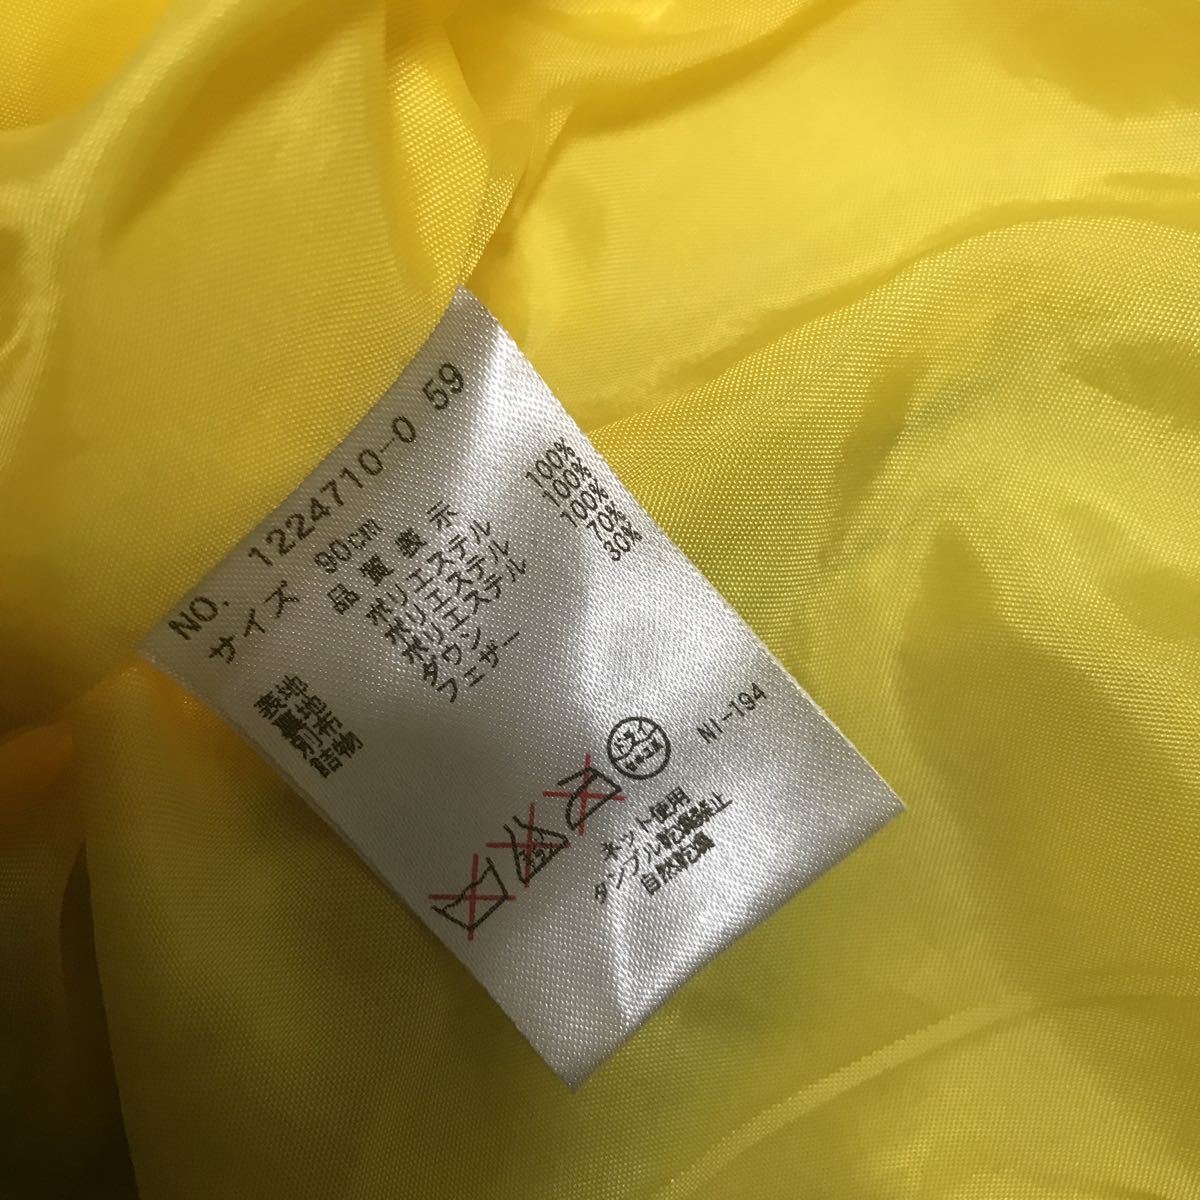 NO. 1224710-0 59
サイズ 90cm
品質表示
表地 ポリエステル 100%
裏地 ポリエステル 100%
別布 ポリエステル 100%
詰物 ダウン 70%
フェザー 30%
ドライ
NI-194
ネット使用
タンブル乾燥禁止
自然乾燥